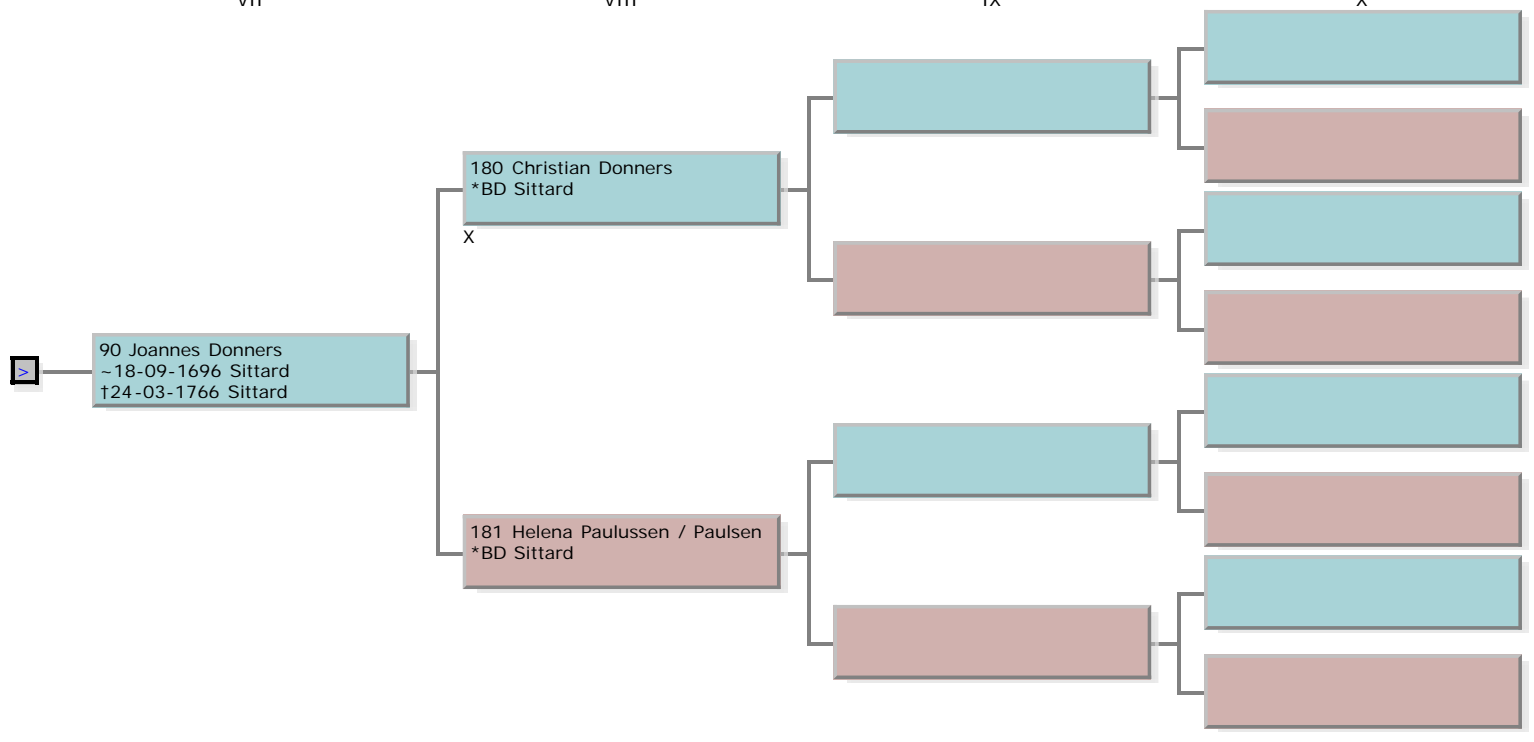 VII VIII IX X
180 Christian Donners
*BD Sittard
X
90 Joannes Donners
~18-09-1696 Sittard
†24-03-1766 Sittard
>
181 Helena Paulussen / Paulsen
*BD Sittard